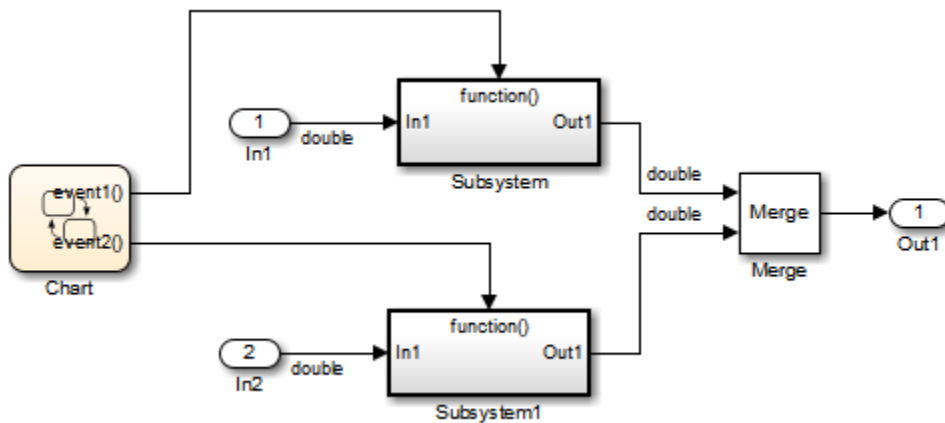 function()
1
In1
Out1
In1
double
Subsystem
double
event1()
double
Merge
1
event2()
Out1
Merge
Chart
function()
2
In1
Out1
double
In2
Subsystem1